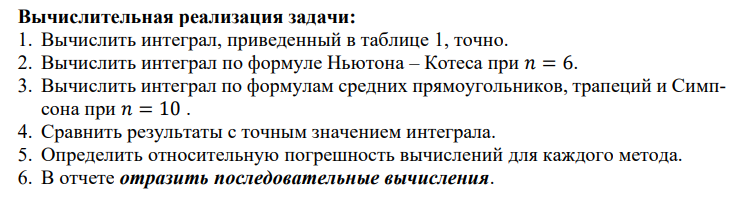 Вычислительная реализация задачи:
1. Вычислить интеграл, приведенный в таблице 1, точно.
2. Вычислить интеграл по формуле Ньютона – Котеса при 𝑛 = 6.
3. Вычислить интеграл по формулам средних прямоугольников, трапеций и Симп-
сона при 𝑛 = 10 .
4. Сравнить результаты с точным значением интеграла.
5. Определить относительную погрешность вычислений для каждого метода.
6. В отчете отразить последовательные вычисления.